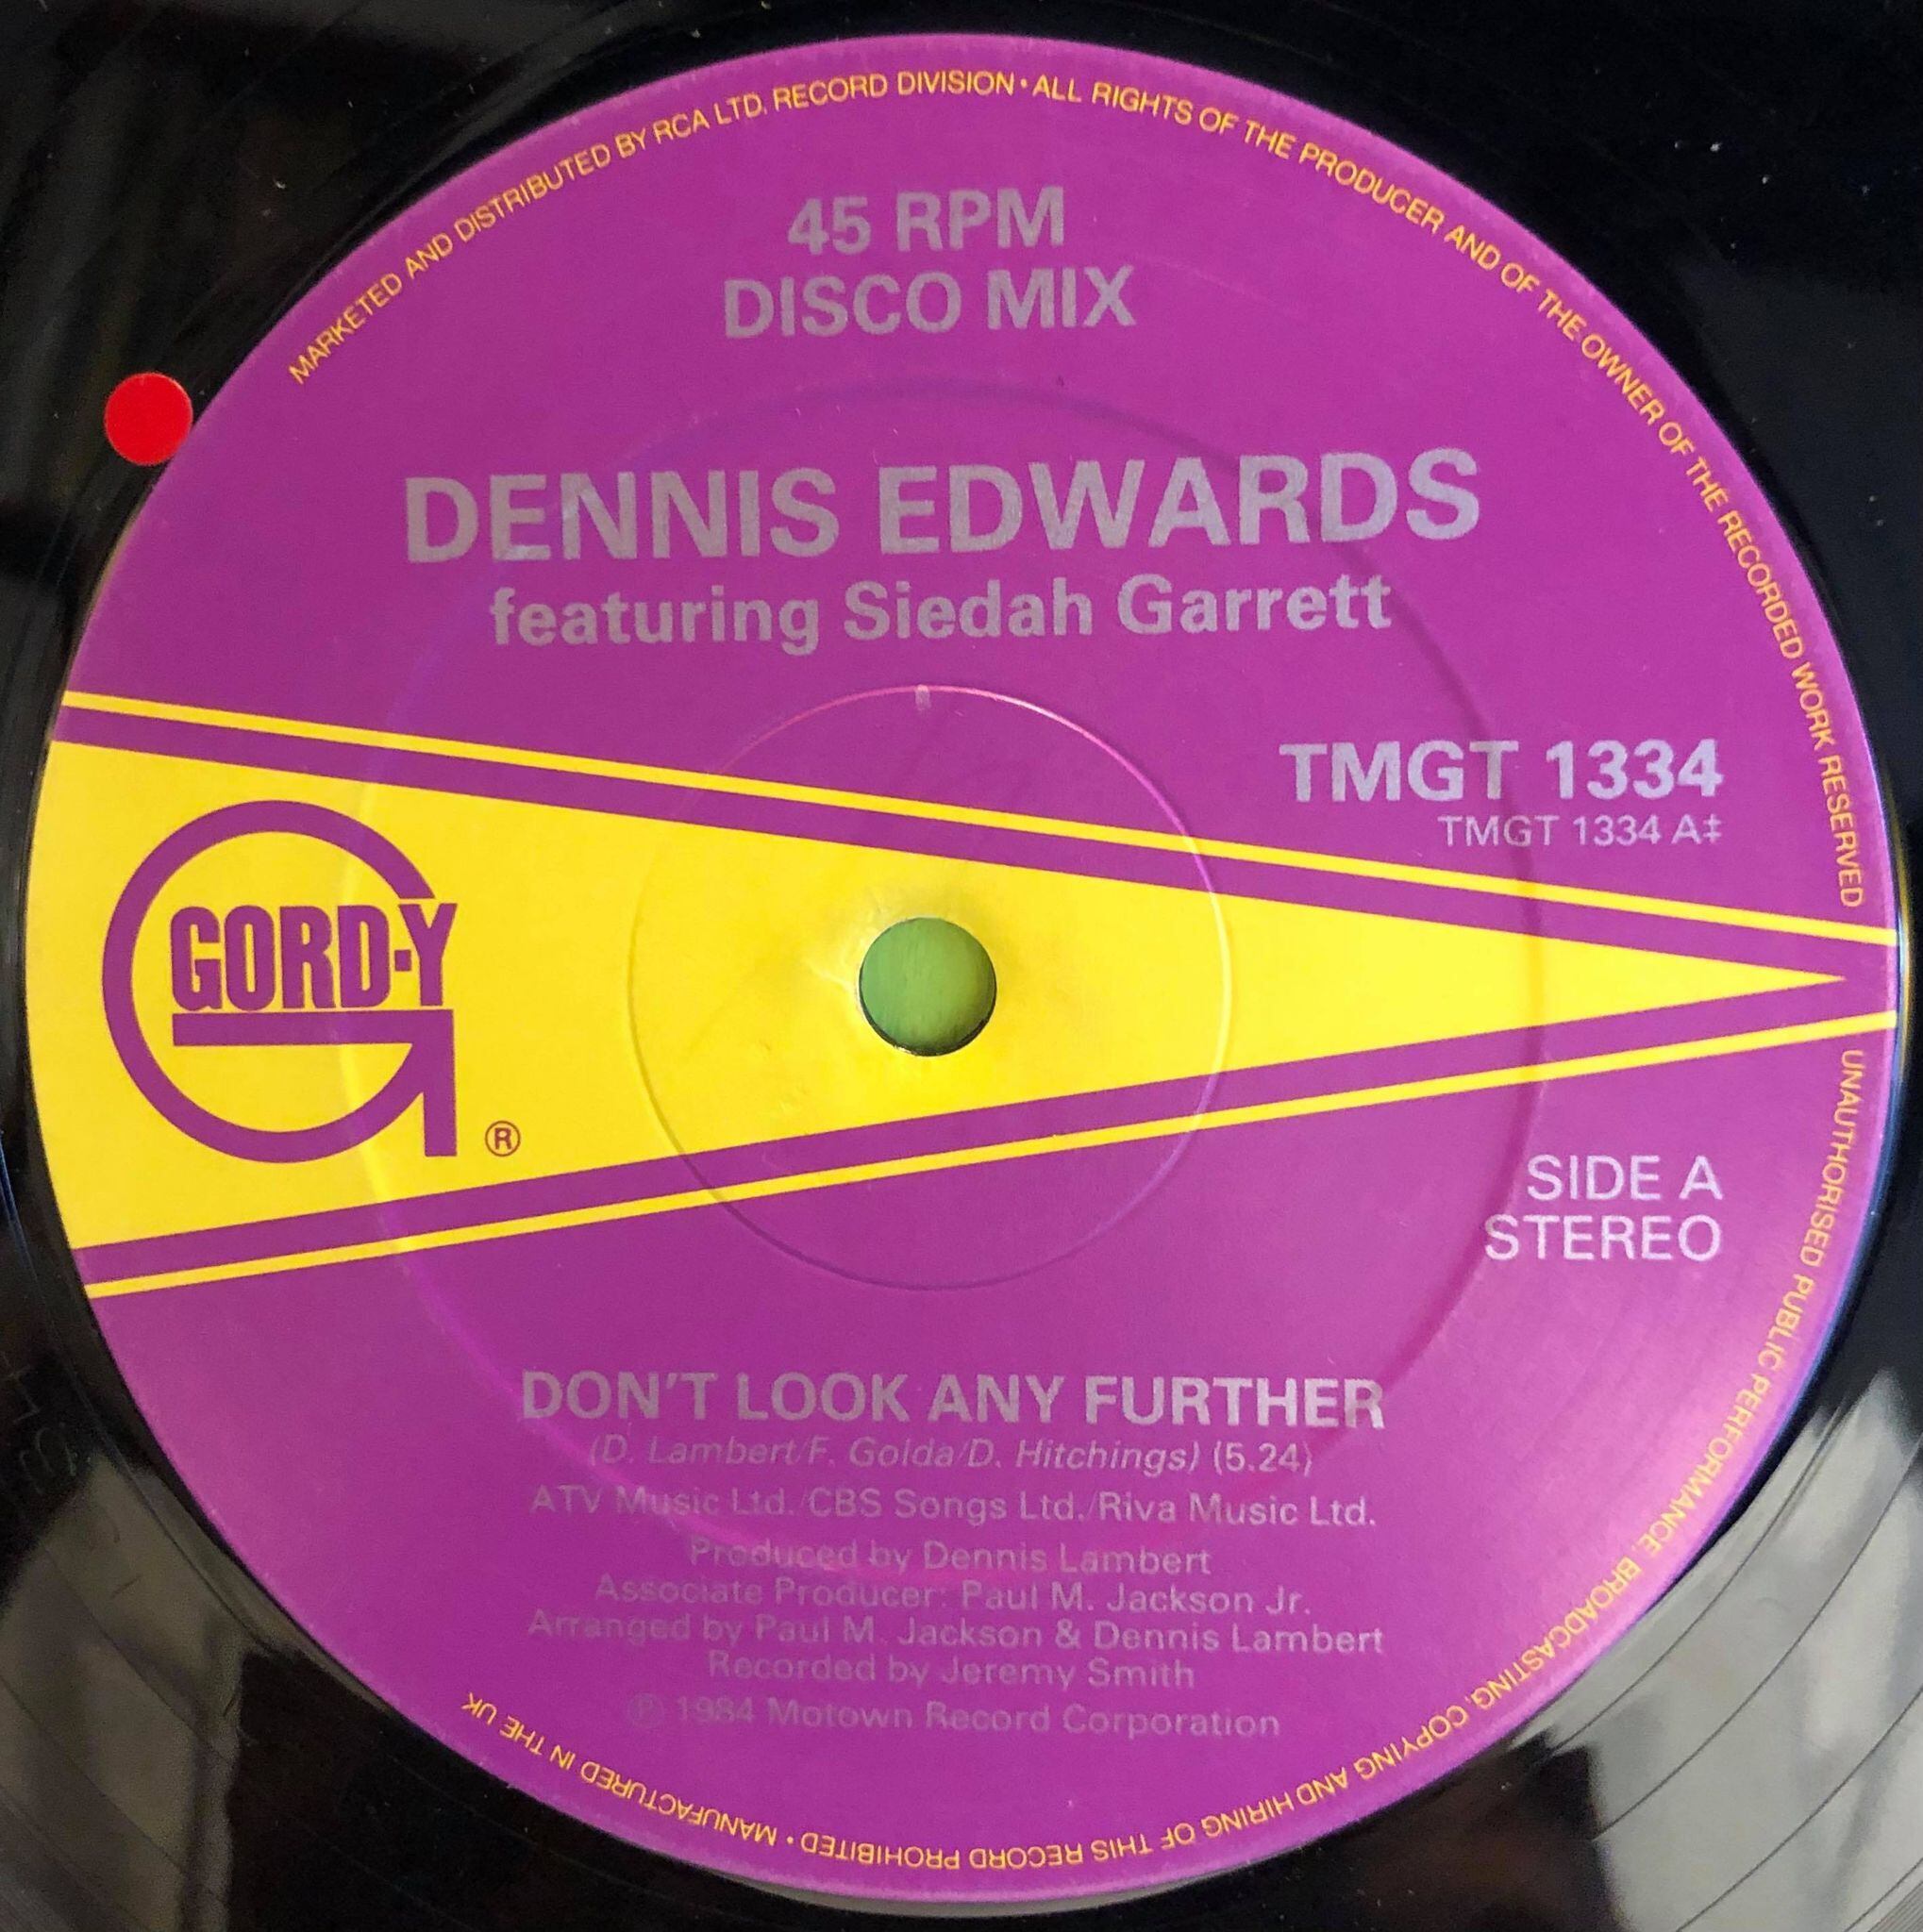 MARKETED AND DISTRIBUTED BY RCA LTD. RECORD DIVISION • ALL RIGHTS OF THE PRODUCER AND OF THE OWNER OF THE RECORDED WORK RESERVED
45 RPM
DISCO MIX
DENNIS EDWARDS
featuring Siedah Garrett
TMGT 1334
TMGT 1334 A‡
GORD-Y
®
SIDE A
STEREO
DON'T LOOK ANY FURTHER
(D. Lambert/F. Golda/D. Hitchings) (5.24)
ATV Music Ltd./CBS Songs Ltd./Riva Music Ltd.
Produced by Dennis Lambert
Associate Producer: Paul M. Jackson Jr.
Arranged by Paul M. Jackson & Dennis Lambert
Recorded by Jeremy Smith
℗ 1984 Motown Record Corporation
UNAUTHORISED PUBLIC PERFORMANCE, BROADCASTING, COPYING AND HIRING OF THIS RECORD PROHIBITED • MANUFACTURED IN THE UK